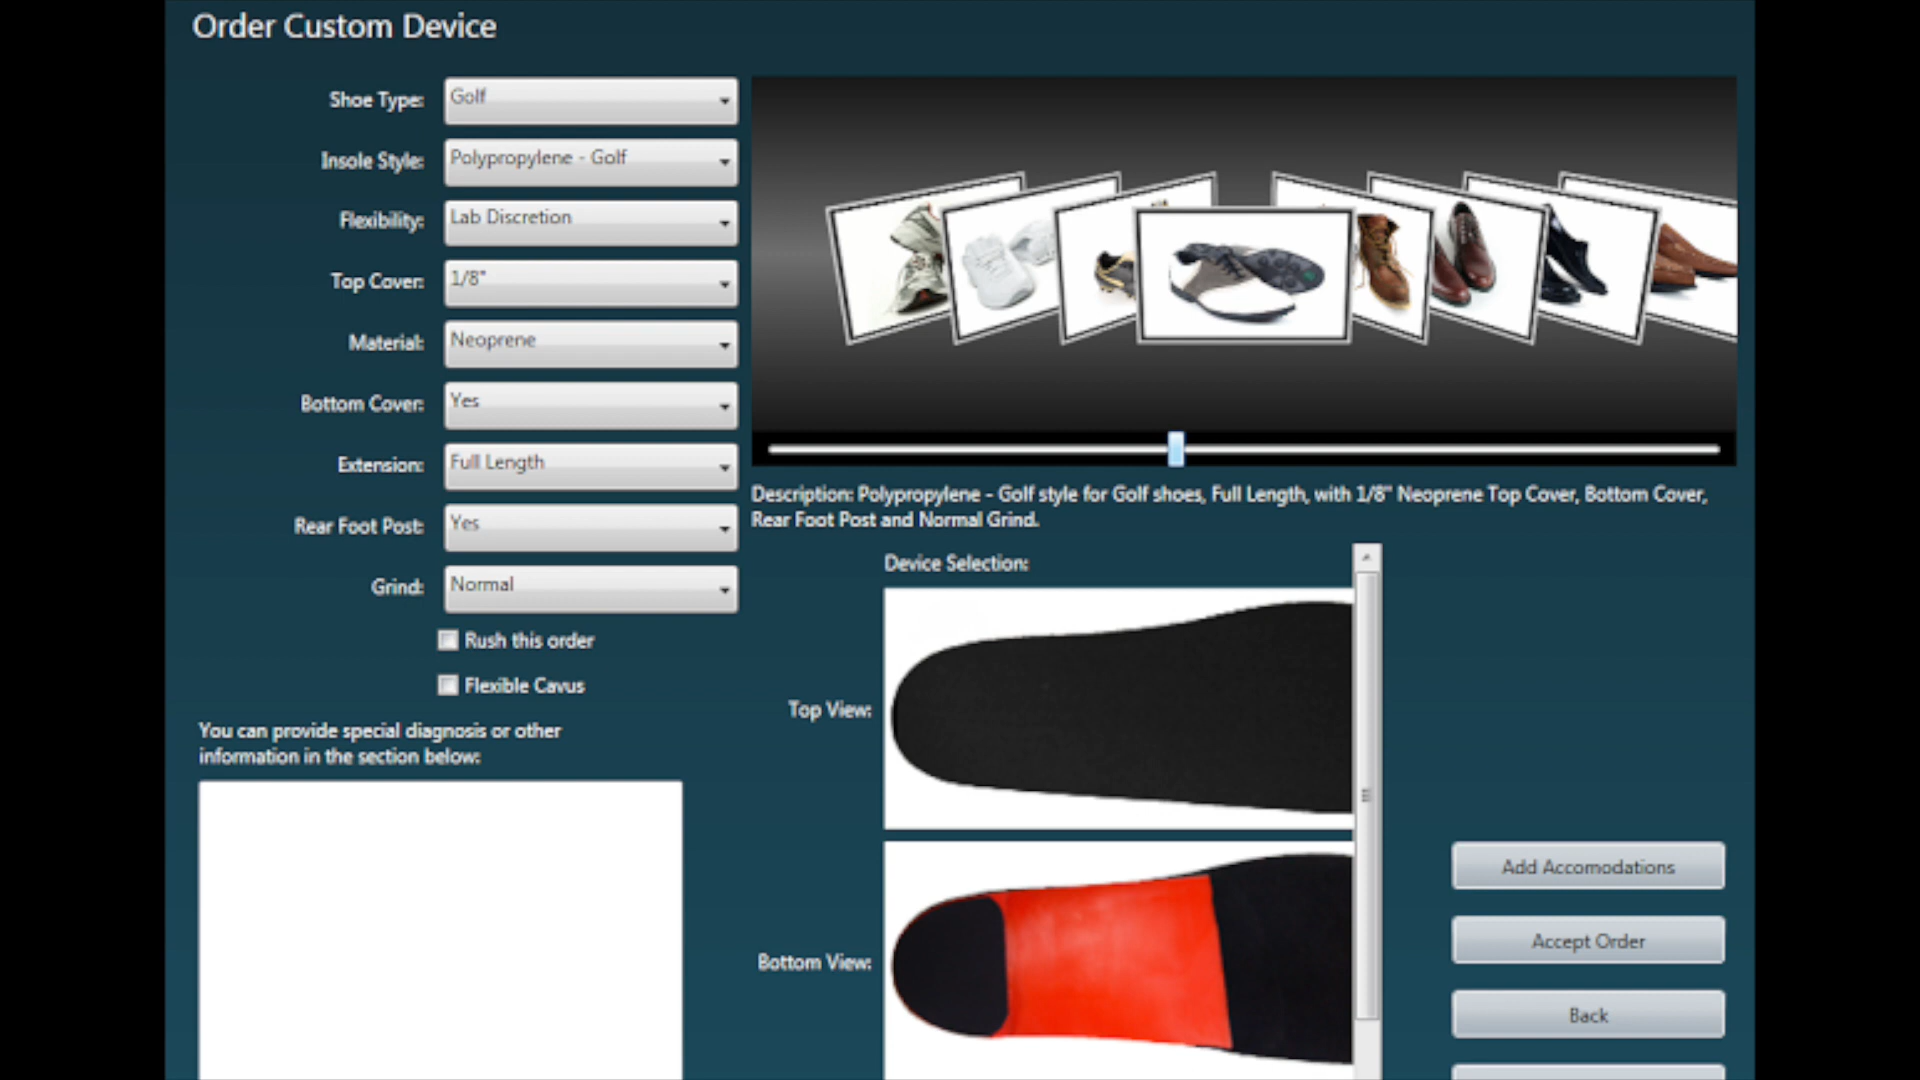 Order Custom Device
Shoe Type: Golf
Insole Style: Polypropylene - Golf
Flexibility: Lab Discretion
Top Cover: 1/8"
Material: Neoprene
Bottom Cover: Yes
Extension: Full Length
Rear Foot Post: Yes
Grind: Normal
Rush this order
Flexible Cavus
You can provide special diagnosis or other
information in the section below:
Description: Polypropylene - Golf style for Golf shoes, Full Length, with 1/8" Neoprene Top Cover, Bottom Cover,
Rear Foot Post and Normal Grind.
Device Selection:
Top View:
Bottom View:
Add Accomodations
Accept Order
Back